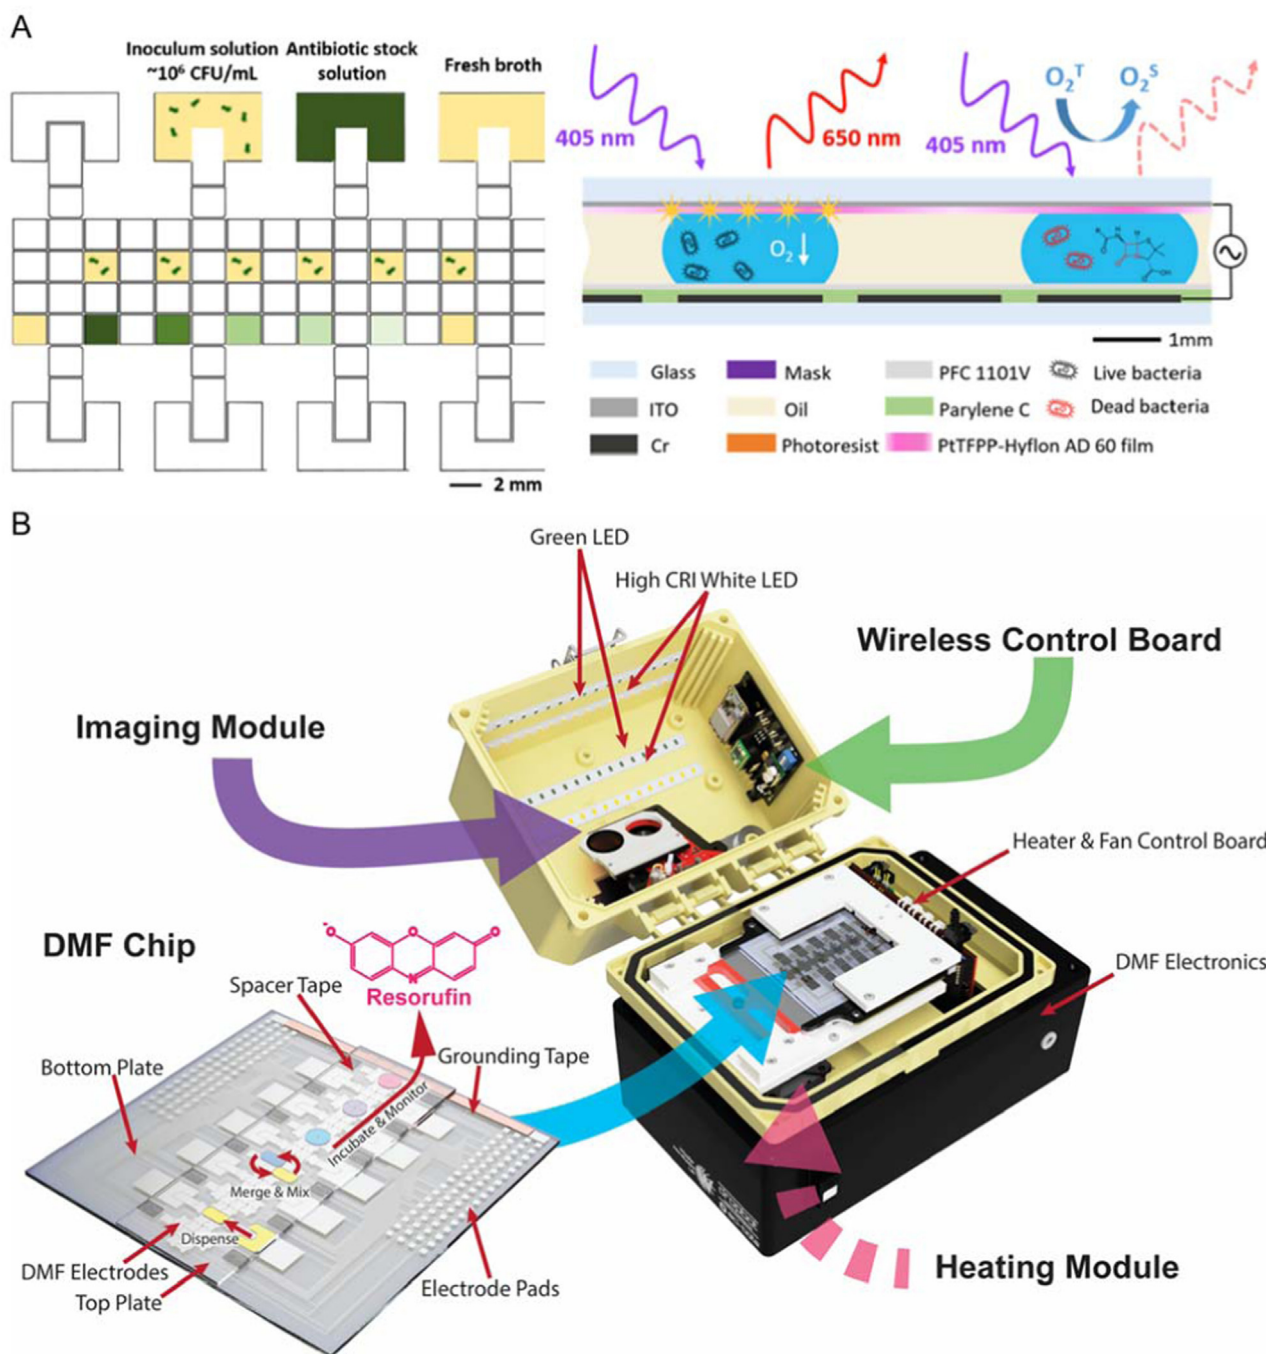 A
Inoculum solution
~10⁶ CFU/mL
Antibiotic stock
solution
Fresh broth
2 mm
405 nm
650 nm
405 nm
O₂ᵀ
O₂ˢ
O₂
1mm
Glass
Mask
PFC 1101V
Live bacteria
ITO
Oil
Parylene C
Dead bacteria
Cr
Photoresist
PtTFPP-Hyflon AD 60 film
B
Green LED
High CRI White LED
Wireless Control Board
Imaging Module
Heater & Fan Control Board
DMF Chip
DMF Electronics
O
O
O
N
Resorufin
Spacer Tape
Grounding Tape
Bottom Plate
Incubate & Monitor
Merge & Mix
Dispense
DMF Electrodes
Top Plate
Electrode Pads
Heating Module